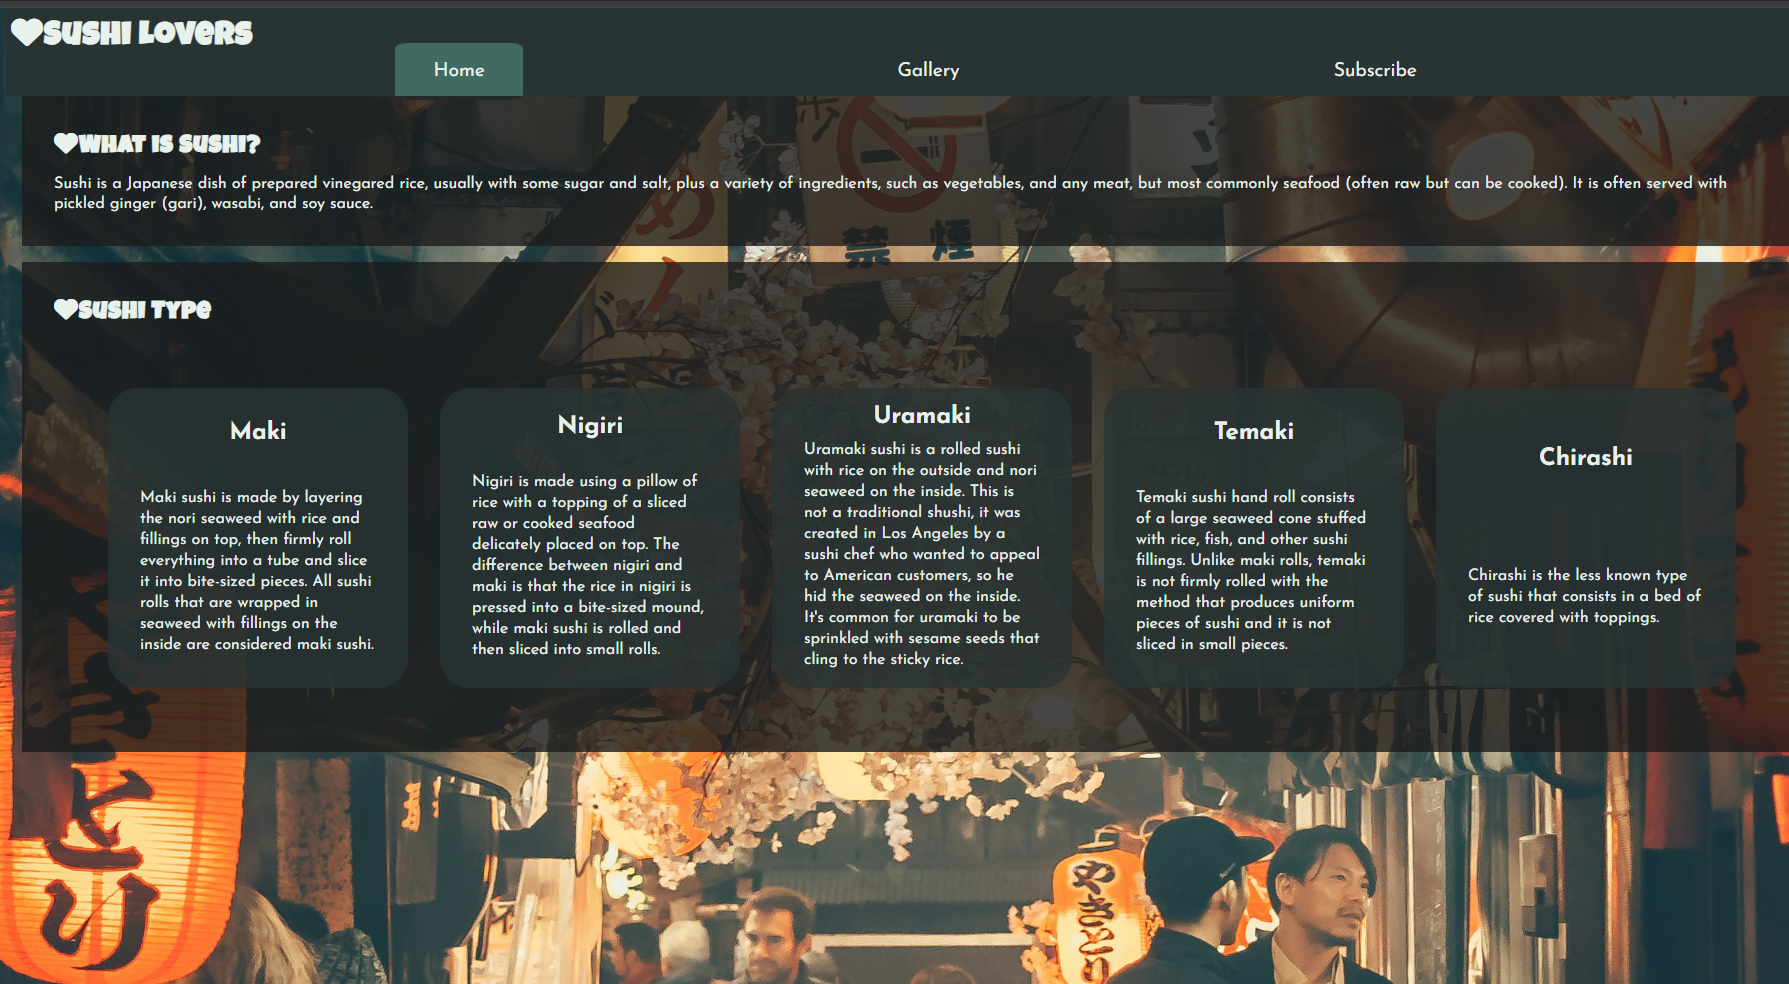 SUSHI LOVERS
Home
Gallery
Subscribe
WHAT IS SUSHI?
Sushi is a Japanese dish of prepared vinegared rice, usually with some sugar and salt, plus a variety of ingredients, such as vegetables, and any meat, but most commonly seafood (often raw but can be cooked). It is often served with
pickled ginger (gari), wasabi, and soy sauce.
禁煙
SUSHI TYPE
Maki
Maki sushi is made by layering
the nori seaweed with rice and
fillings on top, then firmly roll
everything into a tube and slice
it into bite-sized pieces. All sushi
rolls that are wrapped in
seaweed with fillings on the
inside are considered maki sushi.
Nigiri
Nigiri is made using a pillow of
rice with a topping of a sliced
raw or cooked seafood
delicately placed on top. The
difference between nigiri and
maki is that the rice in nigiri is
pressed into a bite-sized mound,
while maki sushi is rolled and
then sliced into small rolls.
Uramaki
Uramaki sushi is a rolled sushi
with rice on the outside and nori
seaweed on the inside. This is
not a traditional shushi, it was
created in Los Angeles by a
sushi chef who wanted to appeal
to American customers, so he
hid the seaweed on the inside.
It's common for uramaki to be
sprinkled with sesame seeds that
cling to the sticky rice.
Temaki
Temaki sushi hand roll consists
of a large seaweed cone stuffed
with rice, fish, and other sushi
fillings. Unlike maki rolls, temaki
is not firmly rolled with the
method that produces uniform
pieces of sushi and it is not
sliced in small pieces.
Chirashi
Chirashi is the less known type
of sushi that consists in a bed of
rice covered with toppings.
とり
やきとり